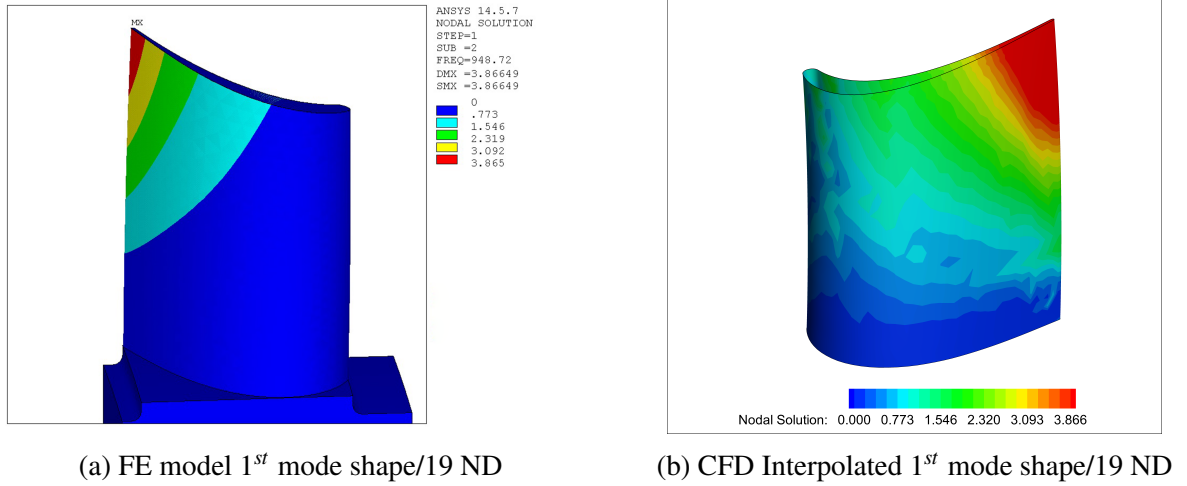 MX
ANSYS 14.5.7
NODAL SOLUTION
STEP=1
SUB =2
FREQ=948.72
DMX =3.86649
SMX =3.86649
0
.773
1.546
2.319
3.092
3.865
Nodal Solution: 0.000 0.773 1.546 2.320 3.093 3.866
(a) FE model 1st mode shape/19 ND
(b) CFD Interpolated 1st mode shape/19 ND